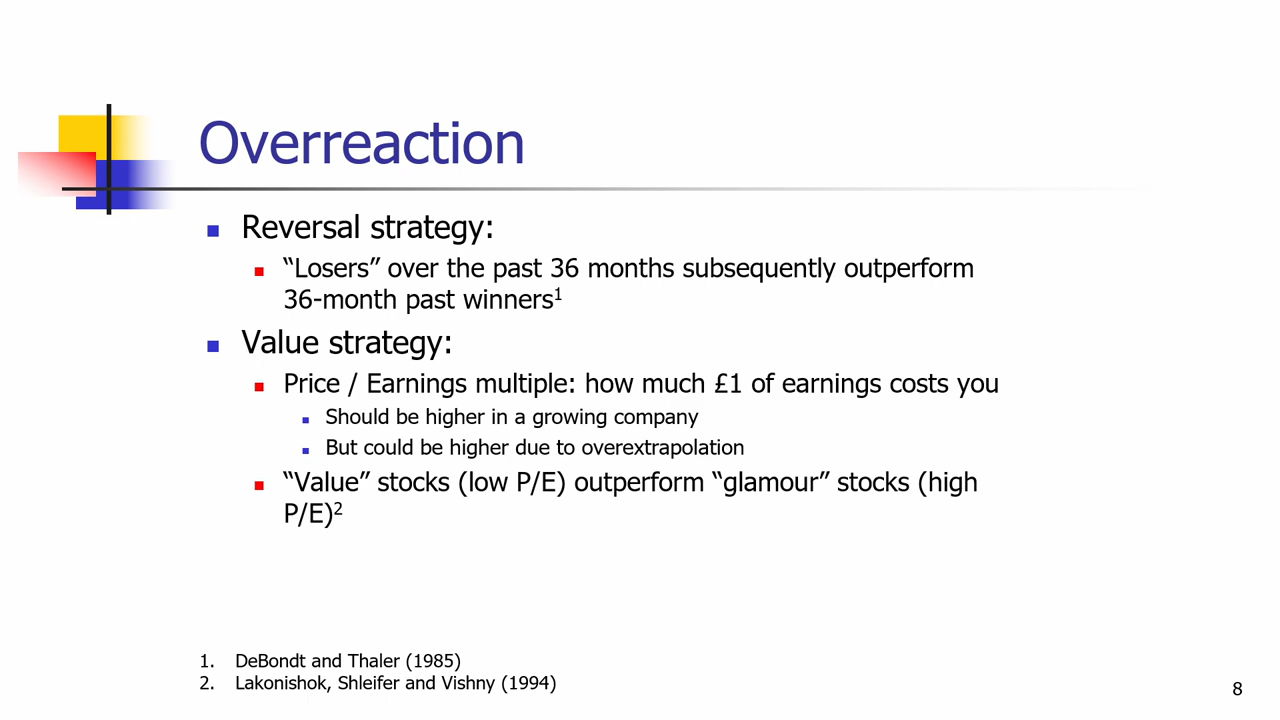 Overreaction
Reversal strategy:
“Losers” over the past 36 months subsequently outperform
36-month past winners¹
Value strategy:
Price / Earnings multiple: how much £1 of earnings costs you
Should be higher in a growing company
But could be higher due to overextrapolation
“Value” stocks (low P/E) outperform “glamour” stocks (high
P/E)²
1. DeBondt and Thaler (1985)
2. Lakonishok, Shleifer and Vishny (1994)
8